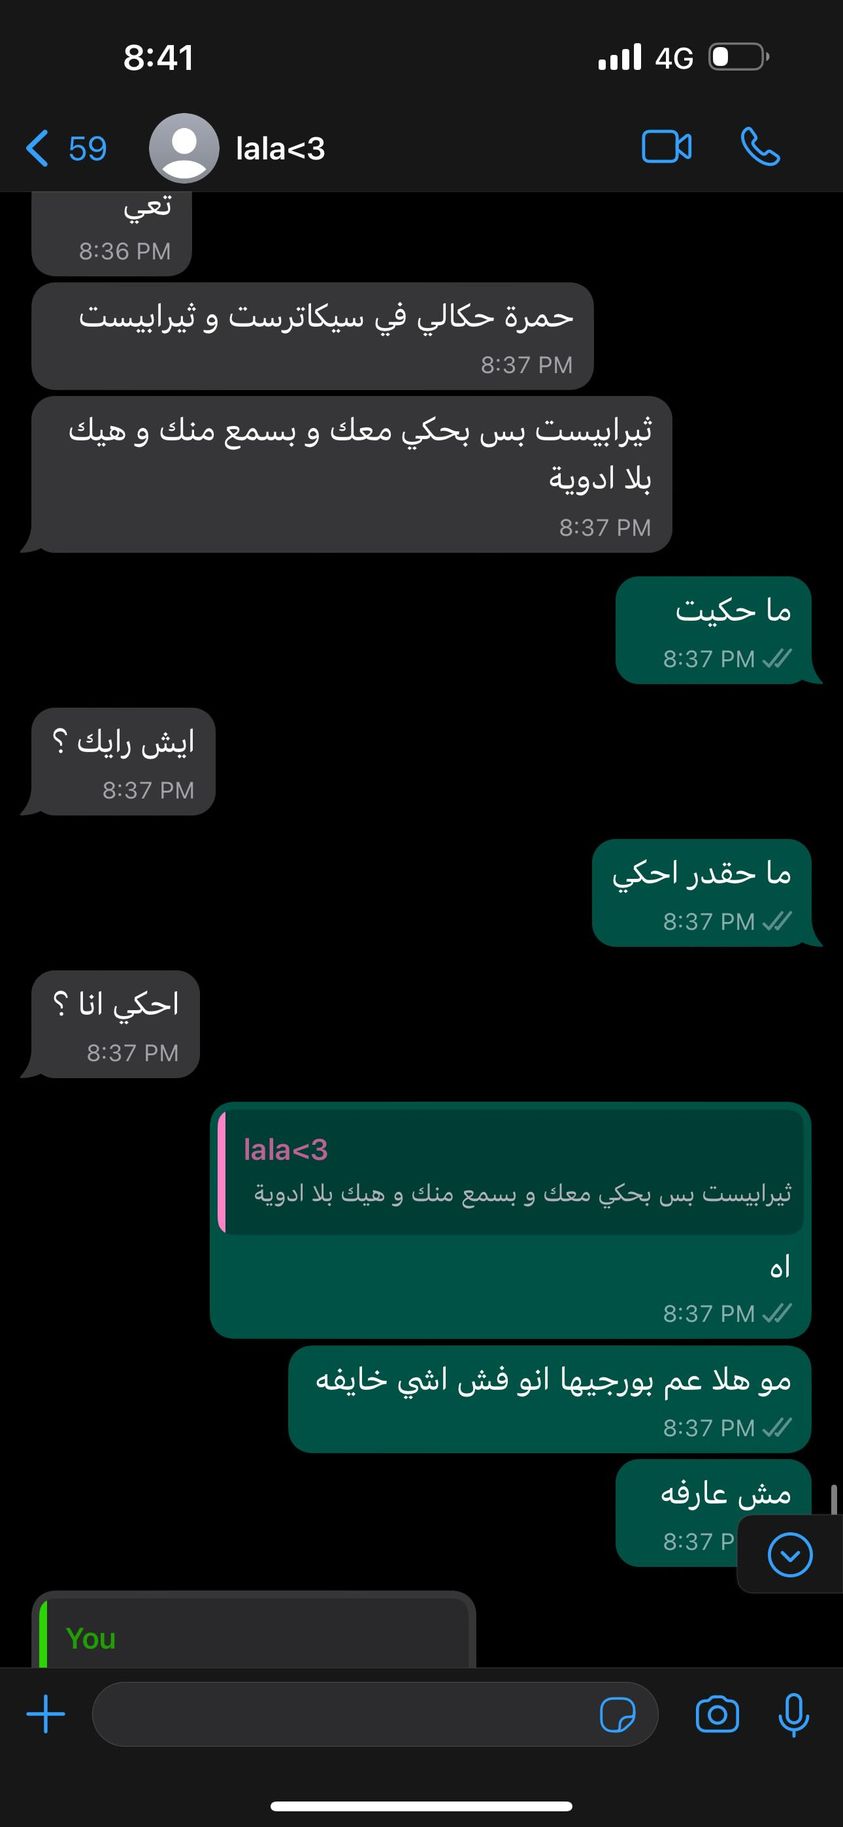 8:41
4G
59
lala<3
تعي
8:36 PM
حمرة حكالي في سيكاترست و ثيرابيست
8:37 PM
ثيرابيست بس بحكي معك و بسمع منك و هيك
بلا ادوية
8:37 PM
ما حكيت
8:37 PM
ايش رايك ؟
8:37 PM
ما حقدر احكي
8:37 PM
احكي انا ؟
8:37 PM
lala<3
ثيرابيست بس بحكي معك و بسمع منك و هيك بلا ادوية
اه
8:37 PM
مو هلا عم بورجيها انو فش اشي خايفه
8:37 PM
مش عارفه
8:37 P
You